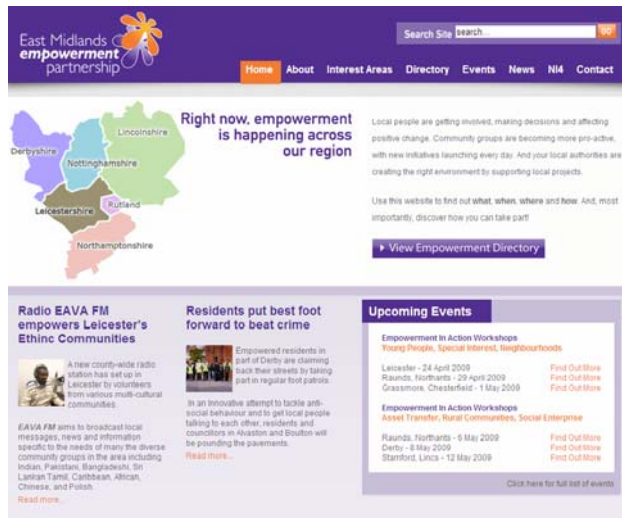 East Midlands
empowerment
partnership
Search Site search... GO
Home About Interest Areas Directory Events News NI4 Contact
Right now, empowerment
is happening across
our region
Lincolnshire
Derbyshire
Nottinghamshire
Leicestershire
Rutland
Northamptonshire
Local people are getting involved, making decisions and affecting
positive change. Community groups are becoming more pro-active,
with new initiatives launching every day. And your local authorities are
creating the right environment by supporting local projects.
Use this website to find out what, when, where and how. And, most
importantly, discover how you can take part!
View Empowerment Directory
Radio EAVA FM
empowers Leicester's
Ethinc Communities
A new county-wide radio
station has set up in
Leicester by volunteers
from various multi-cultural
communities.
EAVA FM aims to broadcast local
messages, news and information
specific to the needs of many the diverse
community groups in the area including
Indian, Pakistani, Bangladeshi, Sri
Lankan Tamil, Caribbean, African,
Chinese, and Polish.
Read more...
Residents put best foot
forward to beat crime
Empowered residents in
part of Derby are claiming
back their streets by taking
part in regular foot patrols.
In an Innovative attempt to tackle anti-
social behaviour and to get local people
talking to each other, residents and
councillors in Alvaston and Boulton will
be pounding the pavements.
Read more...
Upcoming Events
Empowerment In Action Workshops
Young People, Special Interest, Neighbourhoods
Leicester - 24 April 2009 Find Out More
Raunds, Northants - 29 April 2009 Find Out More
Grassmore, Chesterfield - 1 May 2009 Find Out More
Empowerment In Action Workshops
Asset Transfer, Rural Communities, Social Enterprise
Raunds, Northants - 6 May 2009 Find Out More
Derby - 8 May 2009 Find Out More
Stamford, Lincs - 12 May 2009 Find Out More
Click here for full list of events